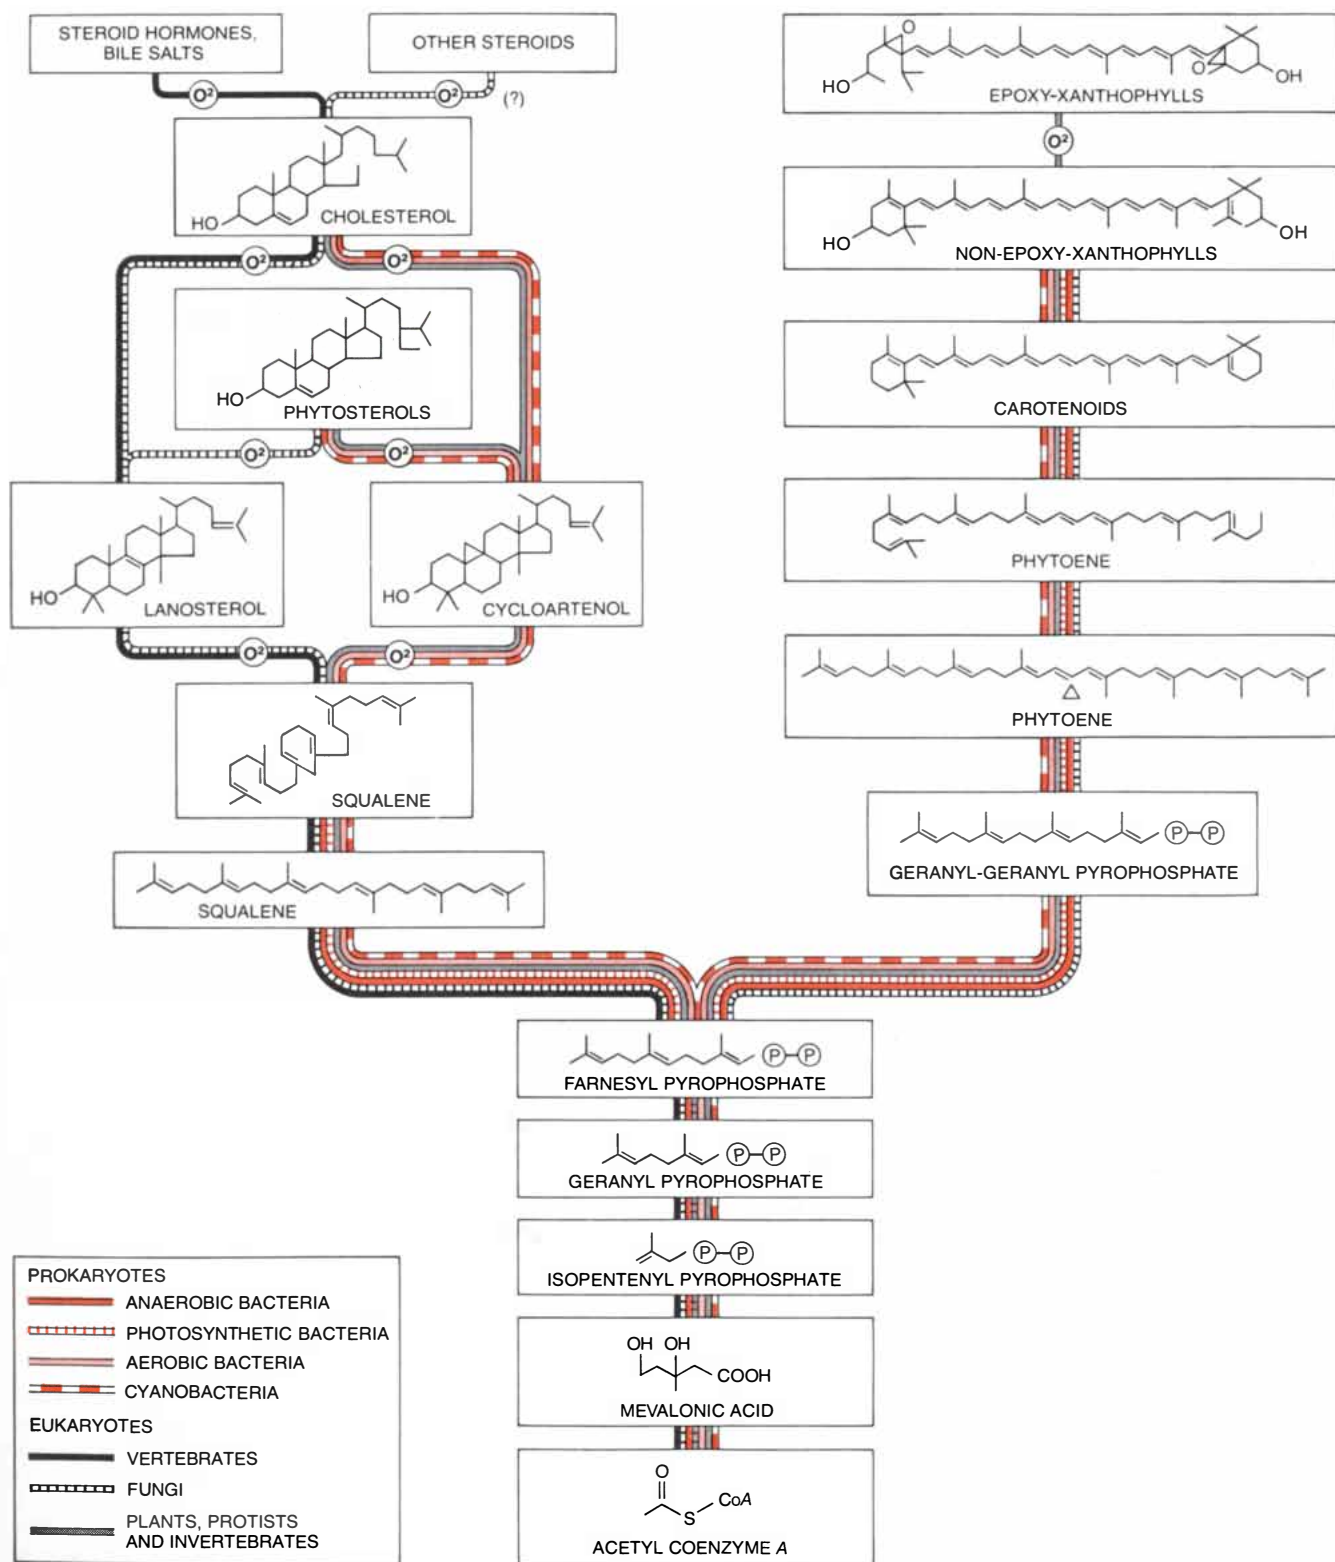 STEROID HORMONES,
BILE SALTS
OTHER STEROIDS
O²
O²
(?)
CHOLESTEROL
HO
O²
O²
PHYTOSTEROLS
HO
O²
O²
LANOSTEROL
HO
CYCLOARTENOL
HO
O²
O²
SQUALENE
SQUALENE
O
HO
O
OH
EPOXY-XANTHOPHYLLS
O²
HO
OH
NON-EPOXY-XANTHOPHYLLS
CAROTENOIDS
PHYTOENE
PHYTOENE
P P
GERANYL-GERANYL PYROPHOSPHATE
P P
FARNESYL PYROPHOSPHATE
P P
GERANYL PYROPHOSPHATE
P P
ISOPENTENYL PYROPHOSPHATE
OH OH
COOH
MEVALONIC ACID
O
S
CoA
ACETYL COENZYME A
PROKARYOTES
ANAEROBIC BACTERIA
PHOTOSYNTHETIC BACTERIA
AEROBIC BACTERIA
CYANOBACTERIA
EUKARYOTES
VERTEBRATES
FUNGI
PLANTS, PROTISTS
AND INVERTEBRATES